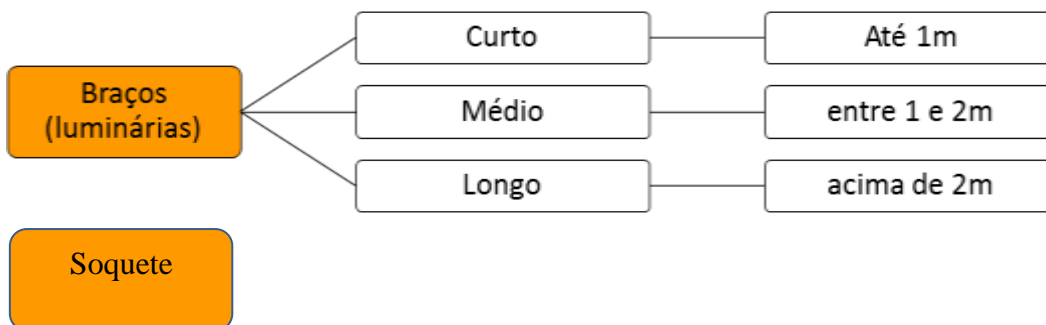 Braços
(luminárias)
Curto
Até 1m
Médio
entre 1 e 2m
Longo
acima de 2m
Soquete